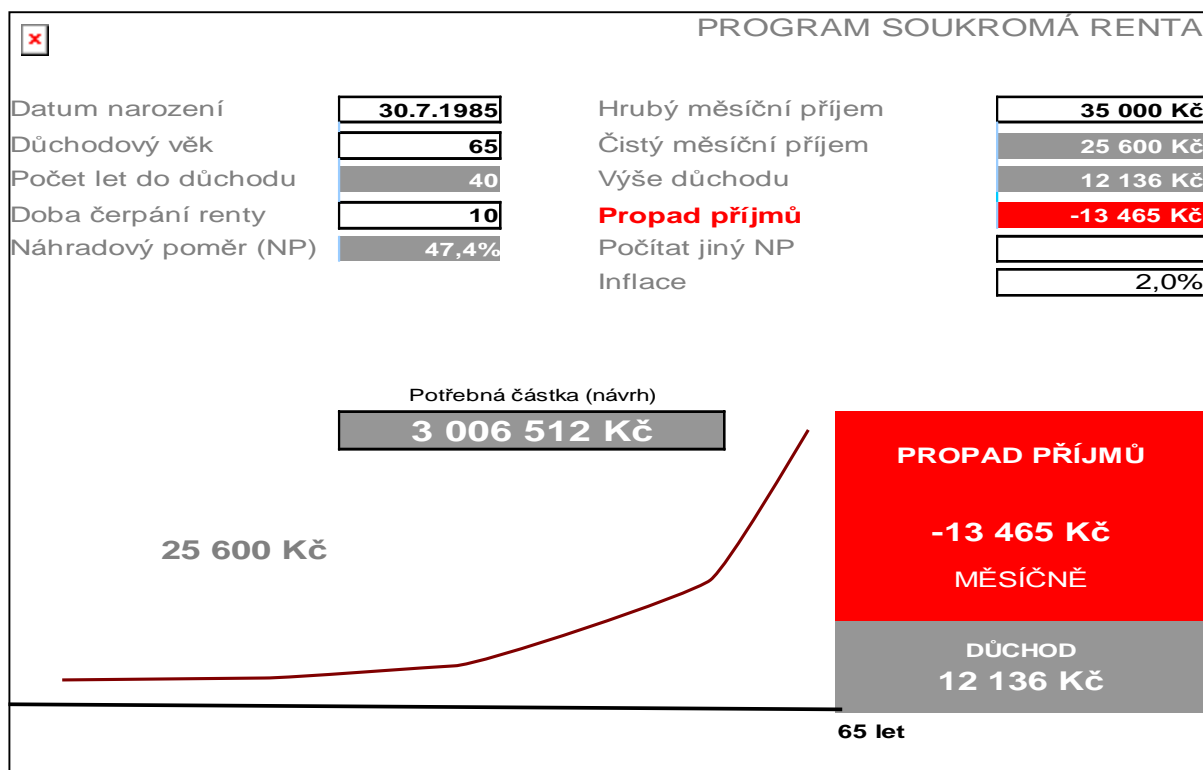 PROGRAM SOUKROMÁ RENTA
Datum narození 30.7.1985 Hrubý měsíční příjem 35 000 Kč
Důchodový věk 65 Čistý měsíční příjem 25 600 Kč
Počet let do důchodu 40 Výše důchodu 12 136 Kč
Doba čerpání renty 10 Propad příjmů -13 465 Kč
Náhradový poměr (NP) 47,4% Počítat jiný NP
Inflace 2,0%
Potřebná částka (návrh)
3 006 512 Kč
PROPAD PŘÍJMŮ
-13 465 Kč
25 600 Kč
MĚSÍČNĚ
DŮCHOD
12 136 Kč
65 let